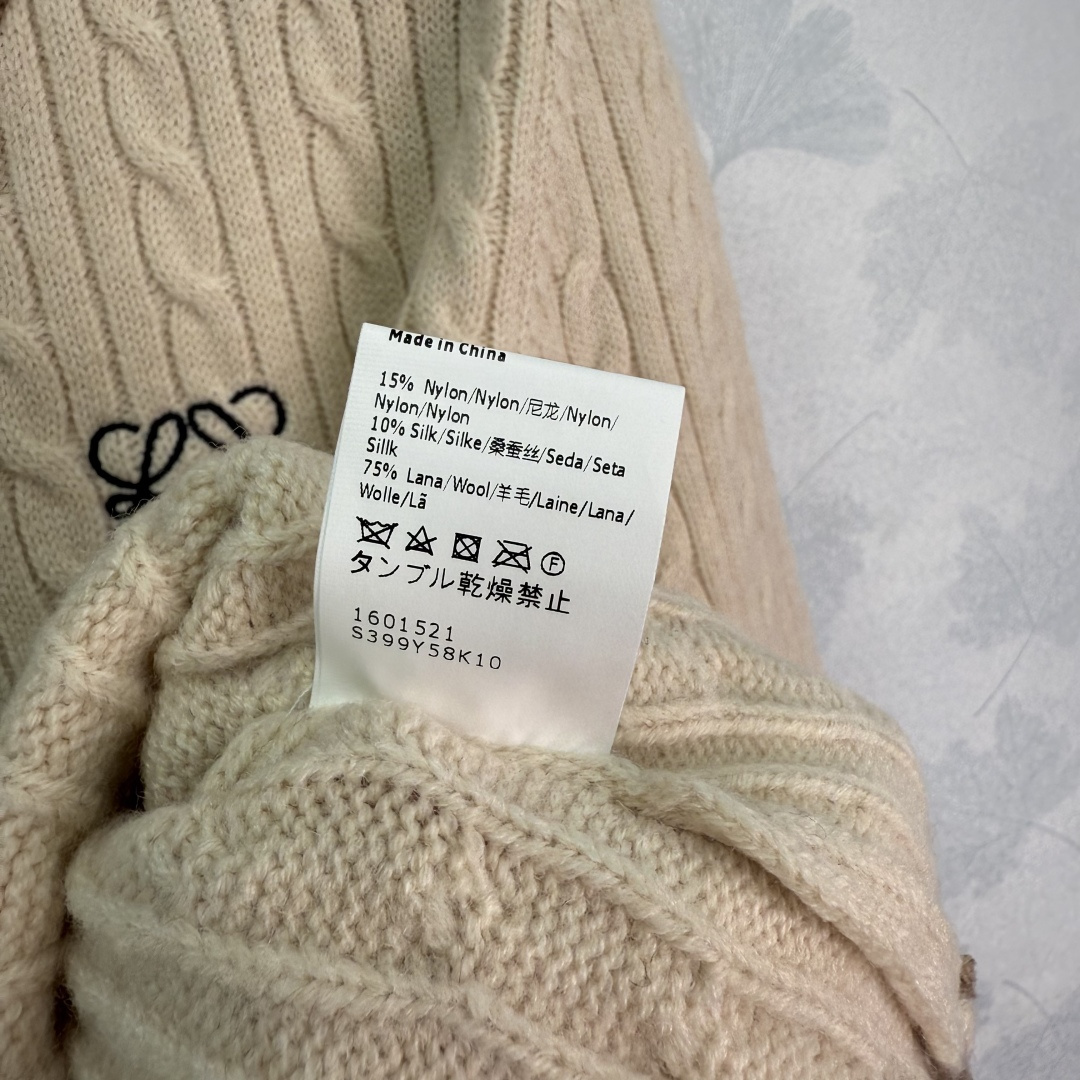 Made in China
15% Nylon/Nylon/尼龙/Nylon/
Nylon/Nylon
10% Silk/Silke/桑蚕丝/Seda/Seta
Sillk
75% Lana/Wool/羊毛/Laine/Lana/
Wolle/Lã
F
タンブル乾燥禁止
1601521
S399Y58K10